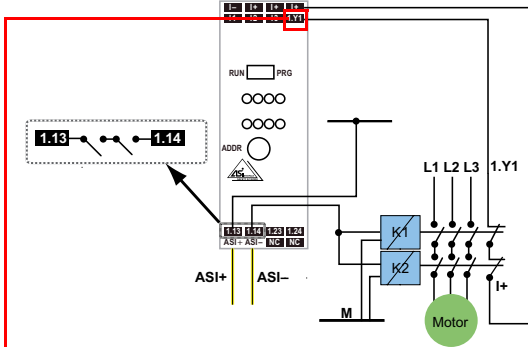 I– I+ I+ I+
1.Y1
RUN PRG
1.13 1.14
ADDR
L1 L2 L3 1.Y1
1.13 1.14 1.23 1.24
ASI+ ASI– NC NC
K1
K2
ASI+ ASI–
I+
M
Motor